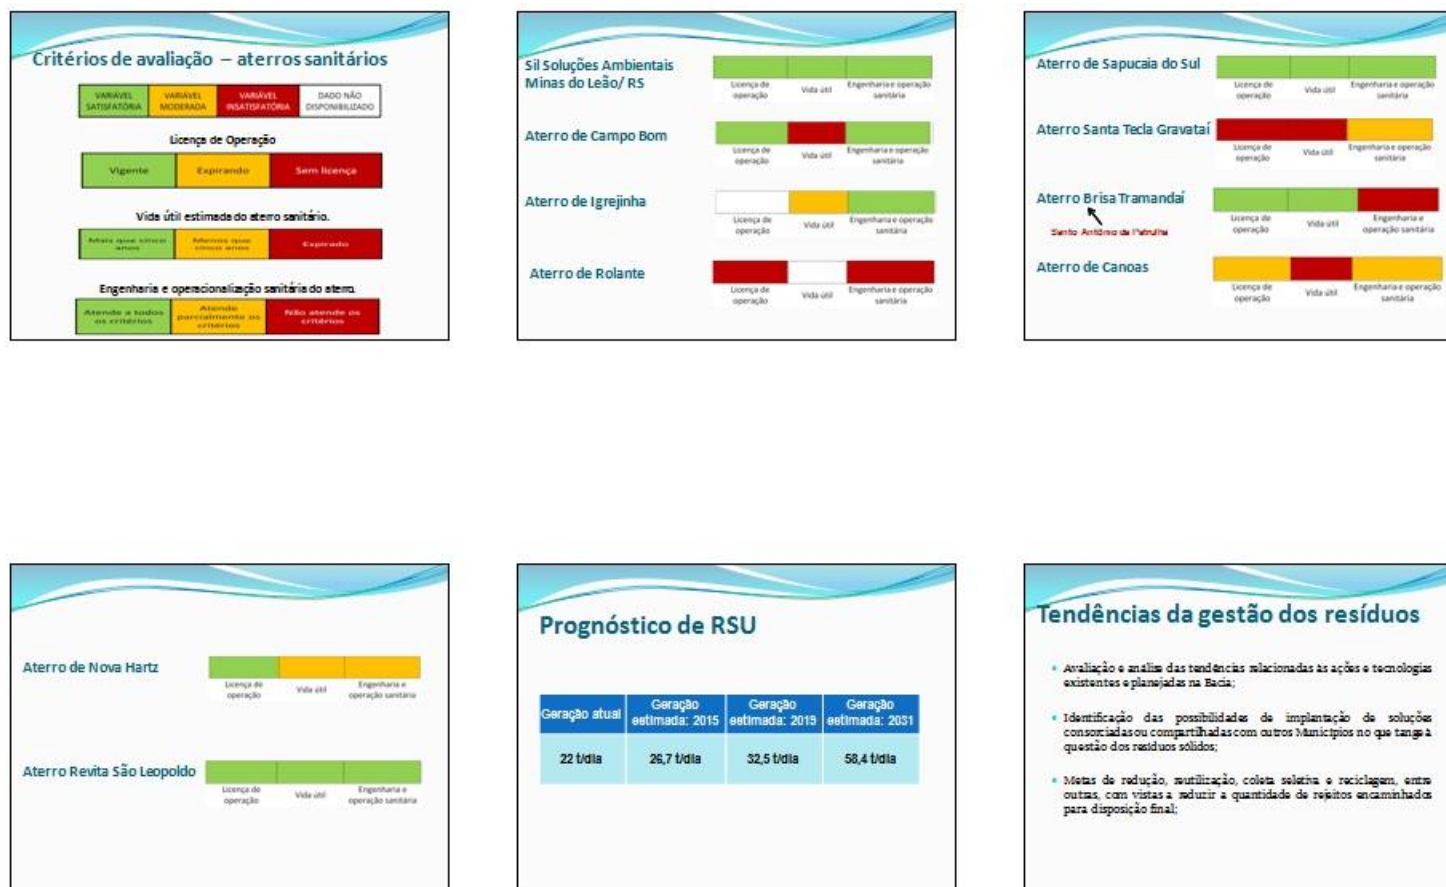 Critérios de avaliação – aterros sanitários
VARIÁVEL SATISFATÓRIA
VARIÁVEL MODERADA
VARIÁVEL INSATISFATÓRIA
DADO NÃO DISPONIBILIZADO
Licença de Operação
Vigente Expirando Sem licença
Vida útil estimada do aterro sanitário.
Mais que cinco anos
Menos que cinco anos
Expirado
Engenharia e operacionalização sanitária do aterro.
Atende a todos os critérios
Atende parcialmente os critérios
Não atende os critérios
Sil Soluções Ambientais
Minas do Leão/ RS
Licença de operação
Vida útil
Engenharia e operação sanitária
Aterro de Campo Bom
Licença de operação
Vida útil
Engenharia e operação sanitária
Aterro de Igrejinha
Licença de operação
Vida útil
Engenharia e operação sanitária
Aterro de Rolante
Licença de operação
Vida útil
Engenharia e operação sanitária
Aterro de Sapucaia do Sul
Licença de operação
Vida útil
Engenharia e operação sanitária
Aterro Santa Tecla Gravataí
Licença de operação
Vida útil
Engenharia e operação sanitária
Aterro Brisa Tramandaí
Santo Antônio da Patrulha
Licença de operação
Vida útil
Engenharia e operação sanitária
Aterro de Canoas
Licença de operação
Vida útil
Engenharia e operação sanitária
Aterro de Nova Hartz
Licença de operação
Vida útil
Engenharia e operação sanitária
Aterro Revita São Leopoldo
Licença de operação
Vida útil
Engenharia e operação sanitária
Prognóstico de RSU
Geração atual
Geração estimada: 2015
Geração estimada: 2019
Geração estimada: 2031
22 t/dia 26,7 t/dia 32,5 t/dia 58,4 t/dia
Tendências da gestão dos resíduos
Avaliação e análise das tendências relacionadas às ações e tecnologias
existentes e planejadas na Bacia;
Identificação das possibilidades de implantação de soluções
consorciadas ou compartilhadas com outros Municípios no que tange à
questão dos resíduos sólidos;
Metas de redução, reutilização, coleta seletiva e reciclagem, entre
outras, com vistas a reduzir a quantidade de rejeitos encaminhados
para disposição final;